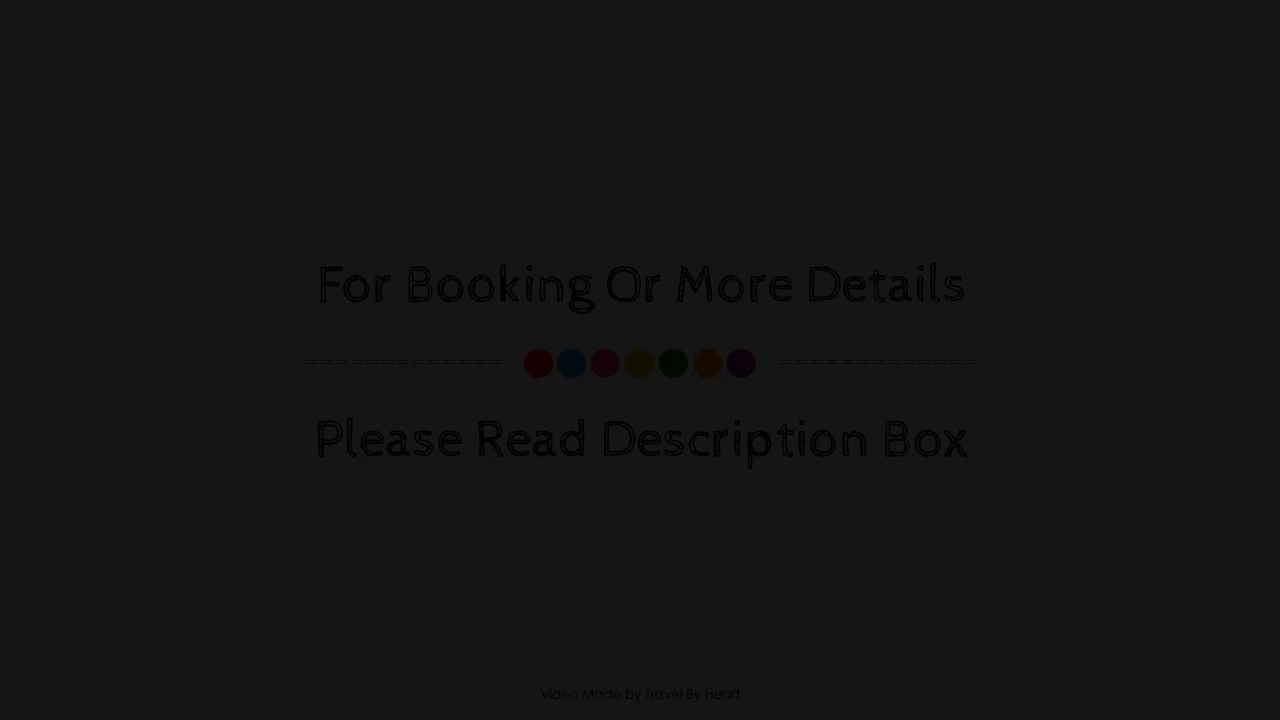 For Booking Or More Details
============= =============
Please Read Description Box
Video Made by Travel By Heart